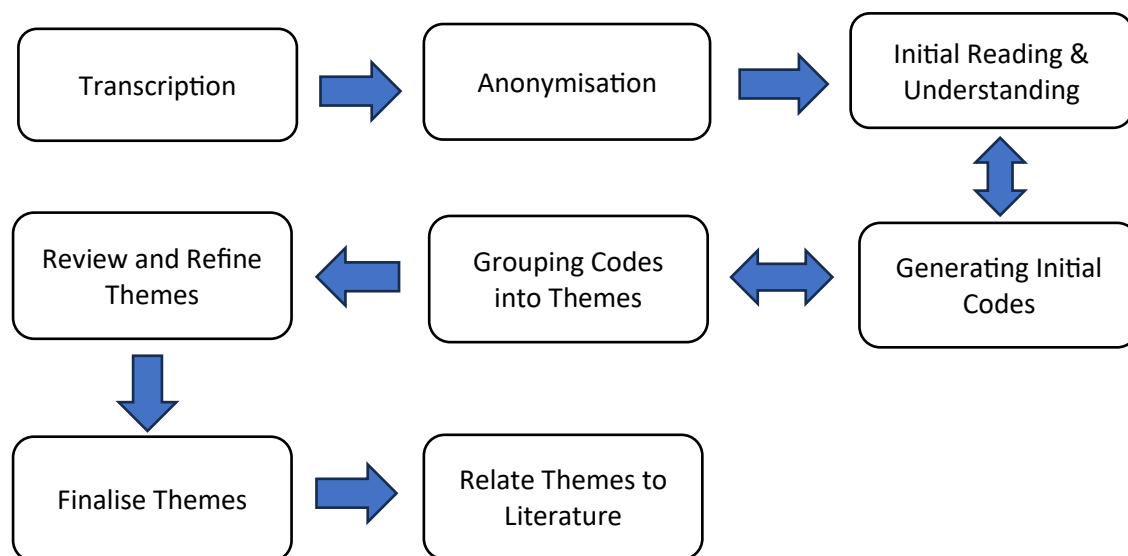 Transcription
Anonymisation
Initial Reading &
Understanding
Review and Refine
Themes
Grouping Codes
into Themes
Generating Initial
Codes
Finalise Themes
Relate Themes to
Literature